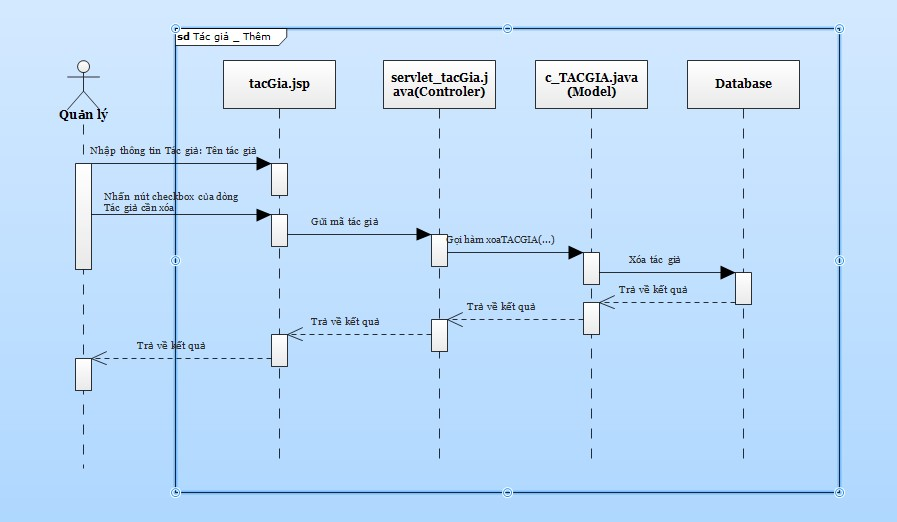 sd Tác giả _ Thêm
tacGia.jsp
servlet_tacGia.j
ava(Controler)
c_TACGIA.java
(Model)
Database
Quản lý
Nhập thông tin Tác giả: Tên tác giả
Nhấn nút checkbox của dòng
Tác giả cần xóa
Gửi mã tác giả
Gọi hàm xoaTACGIA(...)
Xóa tác giả
Trả về kết quả
Trả về kết quả
Trả về kết quả
Trả về kết quả